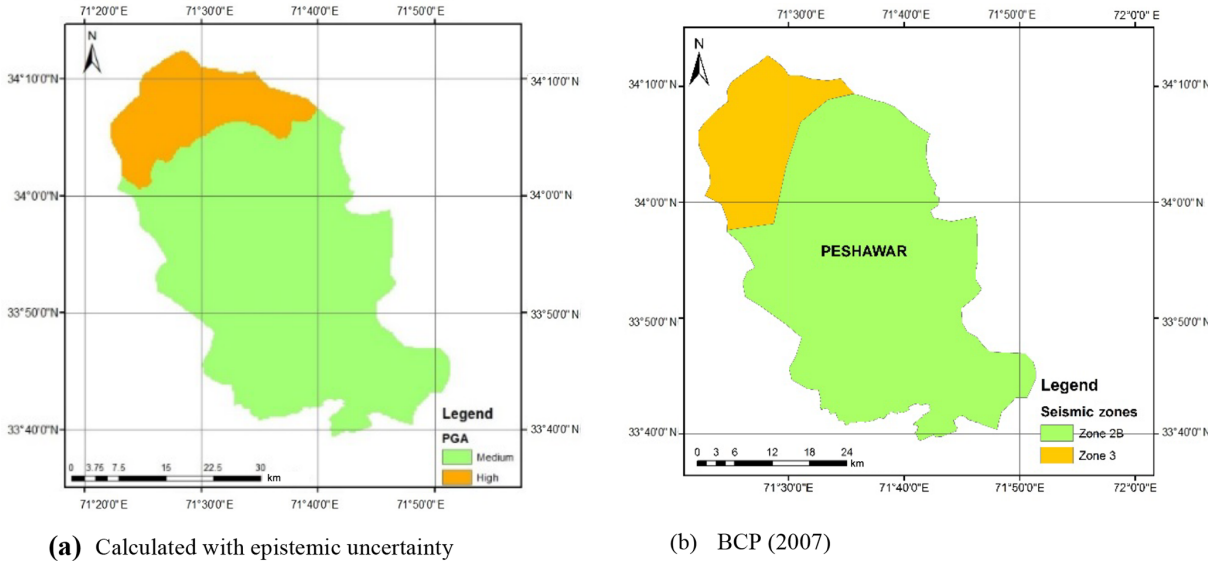 71°20'0"E 71°30'0"E 71°40'0"E 71°50'0"E
N
34°10'0"N 34°10'0"N
34°0'0"N 34°0'0"N
33°50'0"N 33°50'0"N
33°40'0"N 33°40'0"N
Legend
PGA
Medium
High
0 3.75 7.5 15 22.5 30
km
71°20'0"E 71°30'0"E 71°40'0"E 71°50'0"E
(a) Calculated with epistemic uncertainty
71°30'0"E 71°40'0"E 71°50'0"E 72°0'0"E
N
34°10'0"N 34°10'0"N
34°0'0"N 34°0'0"N
PESHAWAR
33°50'0"N 33°50'0"N
33°40'0"N 33°40'0"N
Legend
Seismic zones
Zone 2B
Zone 3
0 3 6 12 18 24
km
71°30'0"E 71°40'0"E 71°50'0"E 72°0'0"E
(b) BCP (2007)